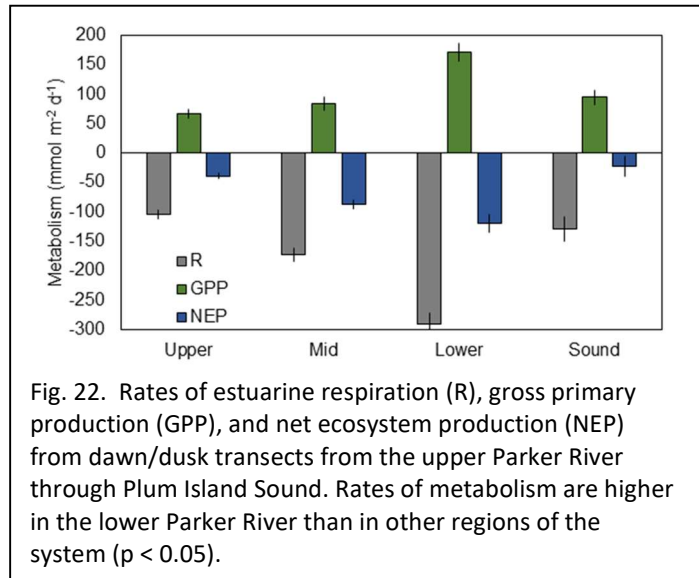 Metabolism (mmol m⁻² d⁻¹)
200
150
100
50
0
-50
-100
-150
-200
-250
-300
R
GPP
NEP
Upper Mid Lower Sound
Fig. 22. Rates of estuarine respiration (R), gross primary
production (GPP), and net ecosystem production (NEP)
from dawn/dusk transects from the upper Parker River
through Plum Island Sound. Rates of metabolism are higher
in the lower Parker River than in other regions of the
system (p < 0.05).